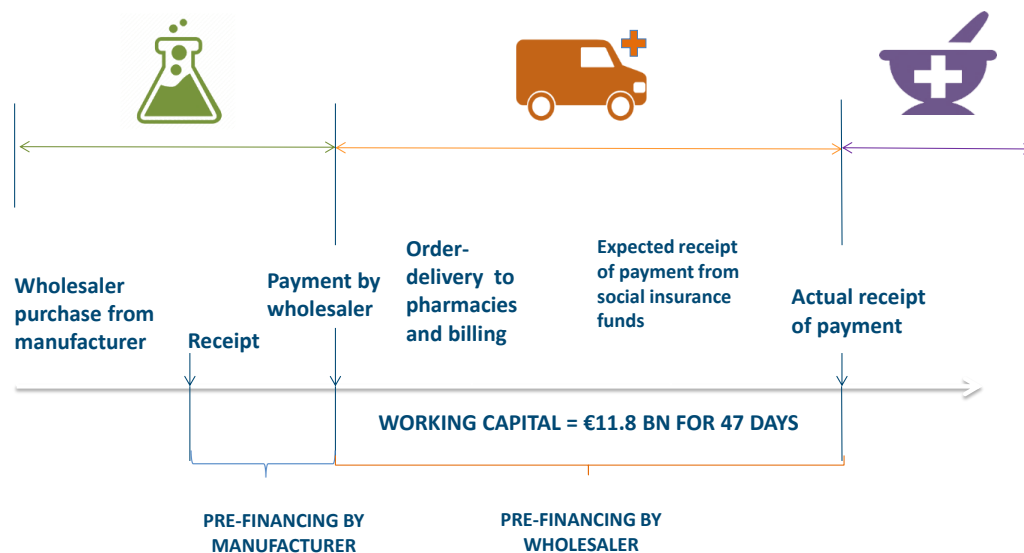 Wholesaler
purchase from
manufacturer
Receipt
Payment by
wholesaler
Order-
delivery to
pharmacies
and billing
Expected receipt
of payment from
social insurance
funds
Actual receipt
of payment
WORKING CAPITAL = €11.8 BN FOR 47 DAYS
PRE-FINANCING BY
MANUFACTURER
PRE-FINANCING BY
WHOLESALER